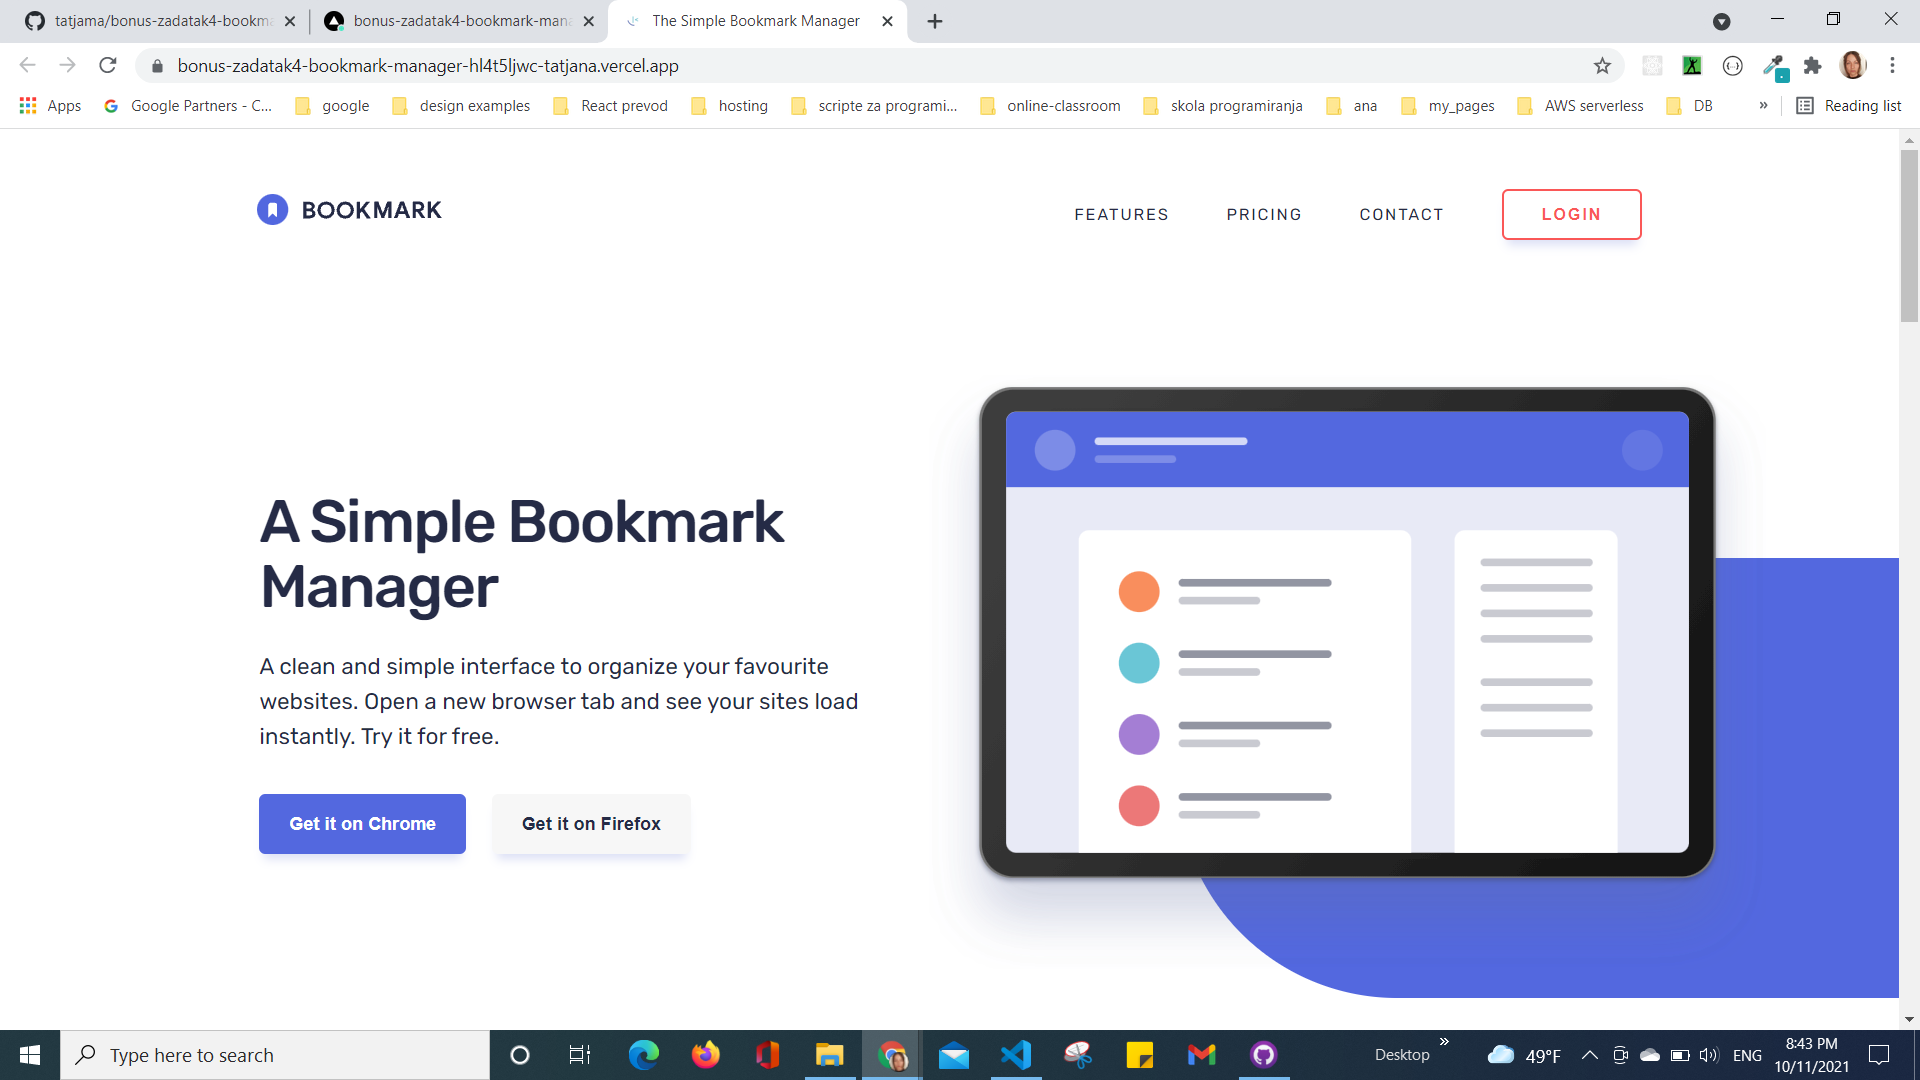 tatjama/bonus-zadatak4-bookma
bonus-zadatak4-bookmark-mana
The Simple Bookmark Manager
bonus-zadatak4-bookmark-manager-hl4t5ljwc-tatjana.vercel.app
Apps
Google Partners - C...
google
design examples
React prevod
hosting
scripte za programi...
online-classroom
skola programiranja
ana
my_pages
AWS serverless
DB
»
Reading list
BOOKMARK
FEATURES
PRICING
CONTACT
LOGIN
A Simple Bookmark
Manager
A clean and simple interface to organize your favourite
websites. Open a new browser tab and see your sites load
instantly. Try it for free.
Get it on Chrome
Get it on Firefox
Type here to search
Desktop
»
49°F
ENG
8:43 PM
10/11/2021